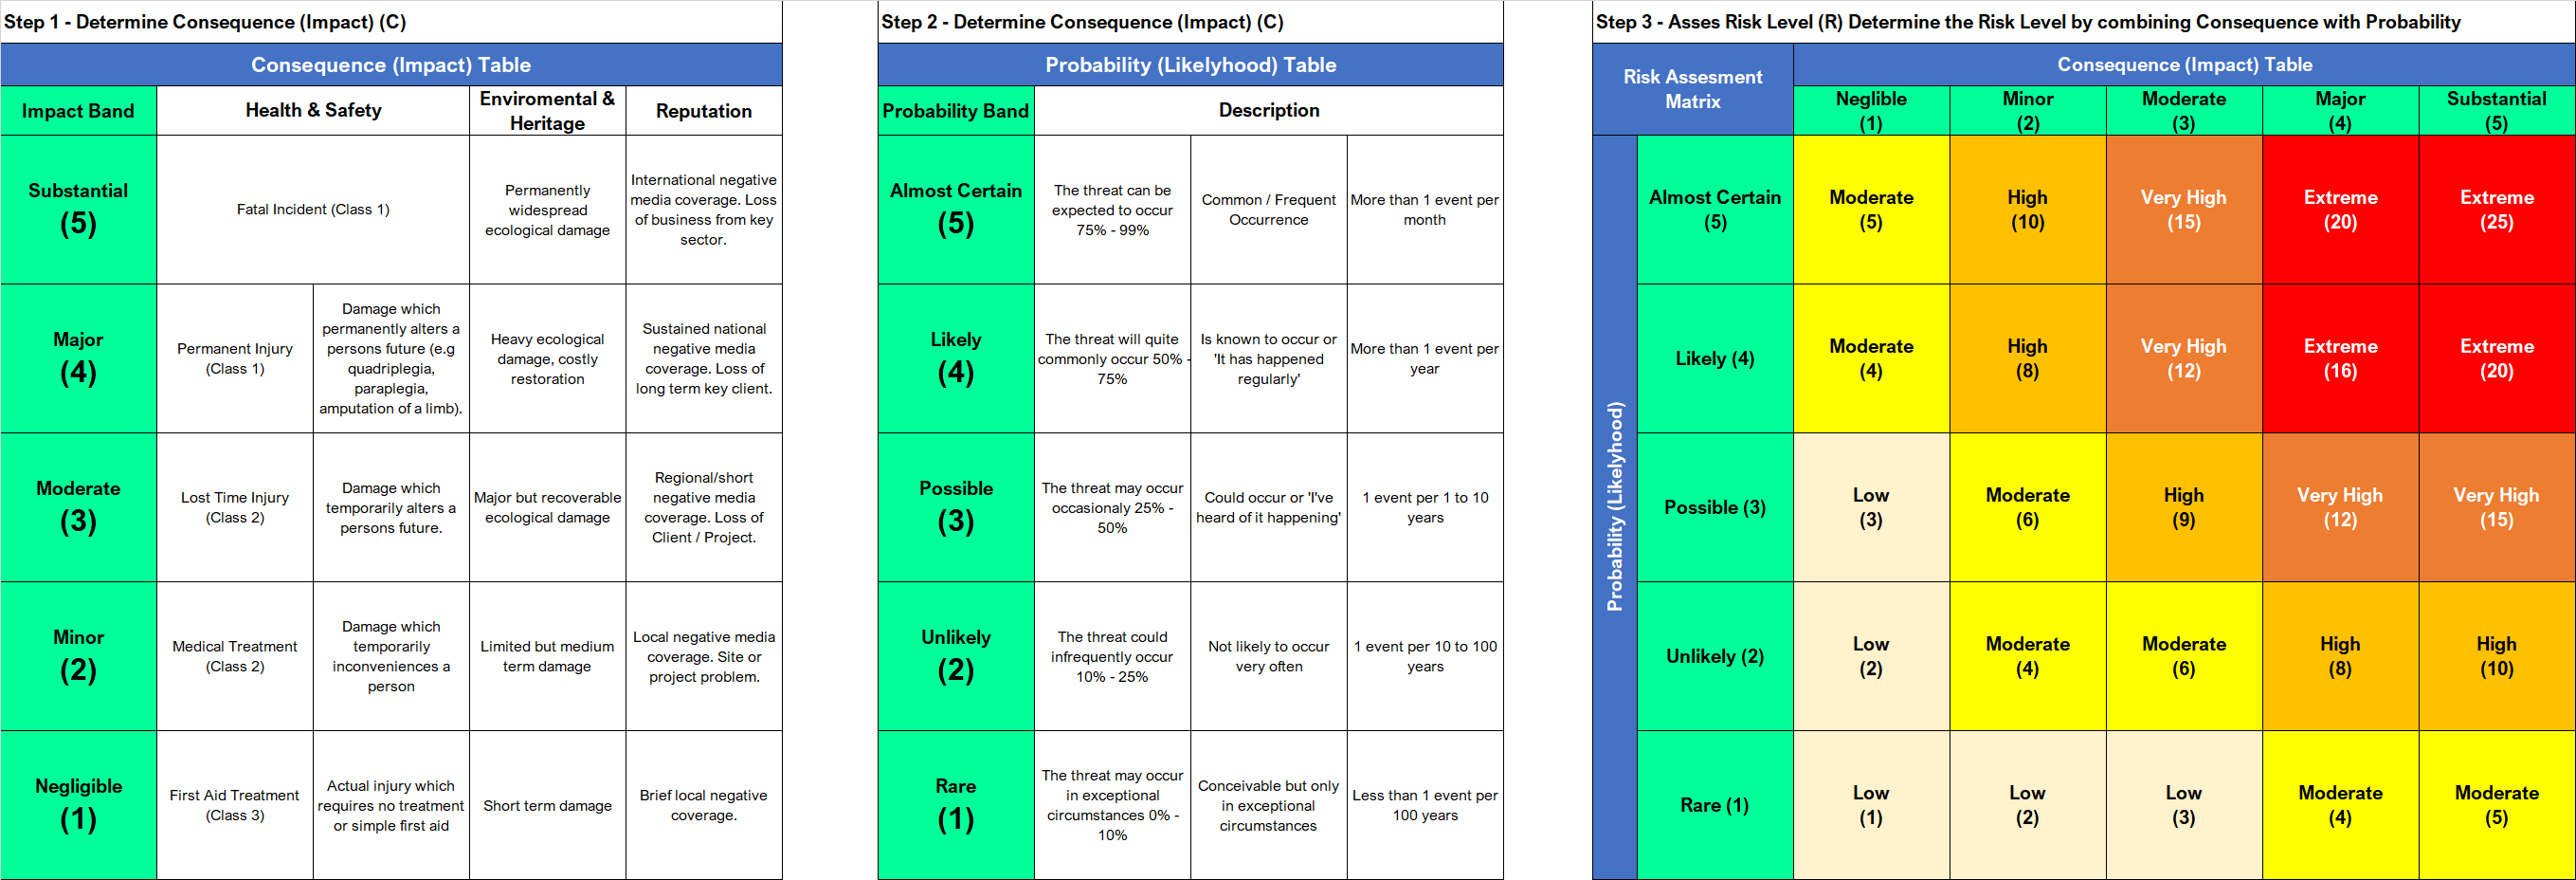 Step 1 - Determine Consequence (Impact) (C)
Consequence (Impact) Table
Impact Band
Health & Safety
Enviromental &
Heritage
Reputation
Substantial
(5)
Fatal Incident (Class 1)
Permanently
widespread
ecological damage
International negative
media coverage. Loss
of business from key
sector.
Major
(4)
Permanent Injury
(Class 1)
Damage which
permanently alters a
persons future (e.g
quadriplegia,
paraplegia,
amputation of a limb).
Heavy ecological
damage, costly
restoration
Sustained national
negative media
coverage. Loss of
long term key client.
Moderate
(3)
Lost Time Injury
(Class 2)
Damage which
temporarily alters a
persons future.
Major but recoverable
ecological damage
Regional/short
negative media
coverage. Loss of
Client / Project.
Minor
(2)
Medical Treatment
(Class 2)
Damage which
temporarily
inconveniences a
person
Limited but medium
term damage
Local negative media
coverage. Site or
project problem.
Negligible
(1)
First Aid Treatment
(Class 3)
Actual injury which
requires no treatment
or simple first aid
Short term damage
Brief local negative
coverage.
Step 2 - Determine Consequence (Impact) (C)
Probability (Likelyhood) Table
Probability Band
Description
Almost Certain
(5)
The threat can be
expected to occur
75% - 99%
Common / Frequent
Occurrence
More than 1 event per
month
Likely
(4)
The threat will quite
commonly occur 50% -
75%
Is known to occur or
'It has happened
regularly'
More than 1 event per
year
Possible
(3)
The threat may occur
occasionaly 25% -
50%
Could occur or 'I've
heard of it happening'
1 event per 1 to 10
years
Unlikely
(2)
The threat could
infrequently occur
10% - 25%
Not likely to occur
very often
1 event per 10 to 100
years
Rare
(1)
The threat may occur
in exceptional
circumstances 0% -
10%
Conceivable but only
in exceptional
circumstances
Less than 1 event per
100 years
Step 3 - Asses Risk Level (R) Determine the Risk Level by combining Consequence with Probability
Risk Assesment
Matrix
Consequence (Impact) Table
Neglible
(1)
Minor
(2)
Moderate
(3)
Major
(4)
Substantial
(5)
Probability (Likelyhood)
Almost Certain
(5)
Moderate
(5)
High
(10)
Very High
(15)
Extreme
(20)
Extreme
(25)
Likely (4)
Moderate
(4)
High
(8)
Very High
(12)
Extreme
(16)
Extreme
(20)
Possible (3)
Low
(3)
Moderate
(6)
High
(9)
Very High
(12)
Very High
(15)
Unlikely (2)
Low
(2)
Moderate
(4)
Moderate
(6)
High
(8)
High
(10)
Rare (1)
Low
(1)
Low
(2)
Low
(3)
Moderate
(4)
Moderate
(5)